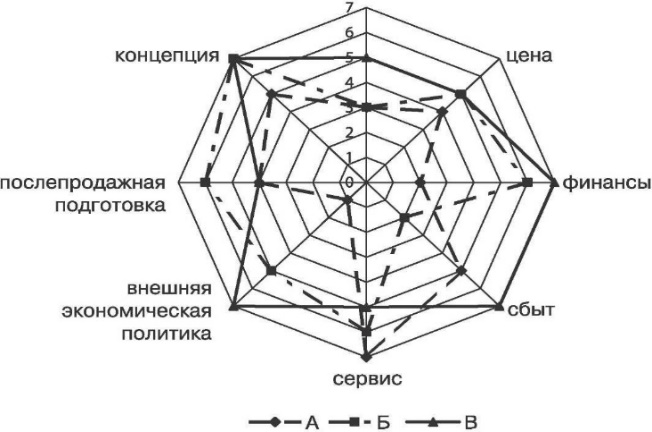 7
6
5
4
3
2
1
0
концепция
цена
послепродажная
подготовка
финансы
внешняя
экономическая
политика
сбыт
сервис
А
Б
В